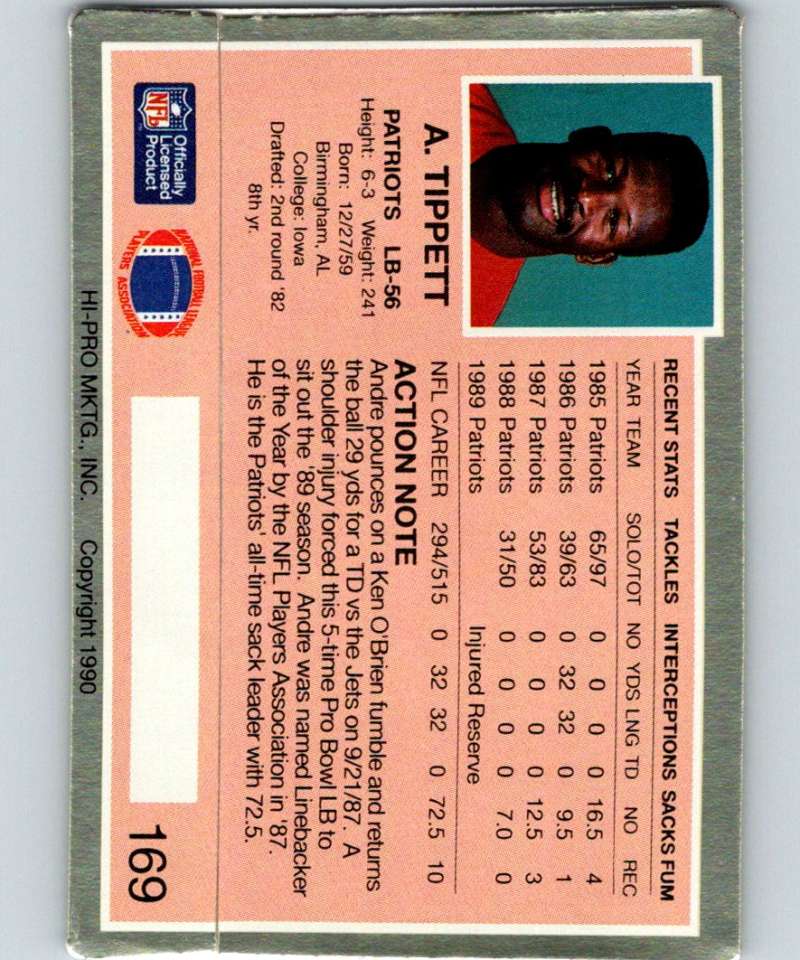 A. TIPPETT
PATRIOTS LB-56
Height: 6-3 Weight: 241
Born: 12/27/59
Birmingham, AL
College: Iowa
Drafted: 2nd round '82
8th yr.
NFL
Officially
Licensed
Product
NATIONAL FOOTBALL LEAGUE
PLAYERS ASSOCIATION
RECENT STATS TACKLES INTERCEPTIONS SACKS FUM
YEAR TEAM SOLO/TOT NO YDS LNG TD NO REC
1985 Patriots 65/97 0 0 0 0 16.5 4
1986 Patriots 39/63 0 32 32 0 9.5 1
1987 Patriots 53/83 0 0 0 0 12.5 3
1988 Patriots 31/50 0 0 0 0 7.0 0
1989 Patriots Injured Reserve
NFL CAREER 294/515 0 32 32 0 72.5 10
ACTION NOTE
Andre pounces on a Ken O'Brien fumble and returns
the ball 29 yds for a TD vs the Jets on 9/21/87. A
shoulder injury forced this 5-time Pro Bowl LB to
sit out the '89 season. Andre was named Linebacker
of the Year by the NFL Players Association in '87.
He is the Patriots' all-time sack leader with 72.5.
169
HI-PRO MKTG., INC. Copyright 1990